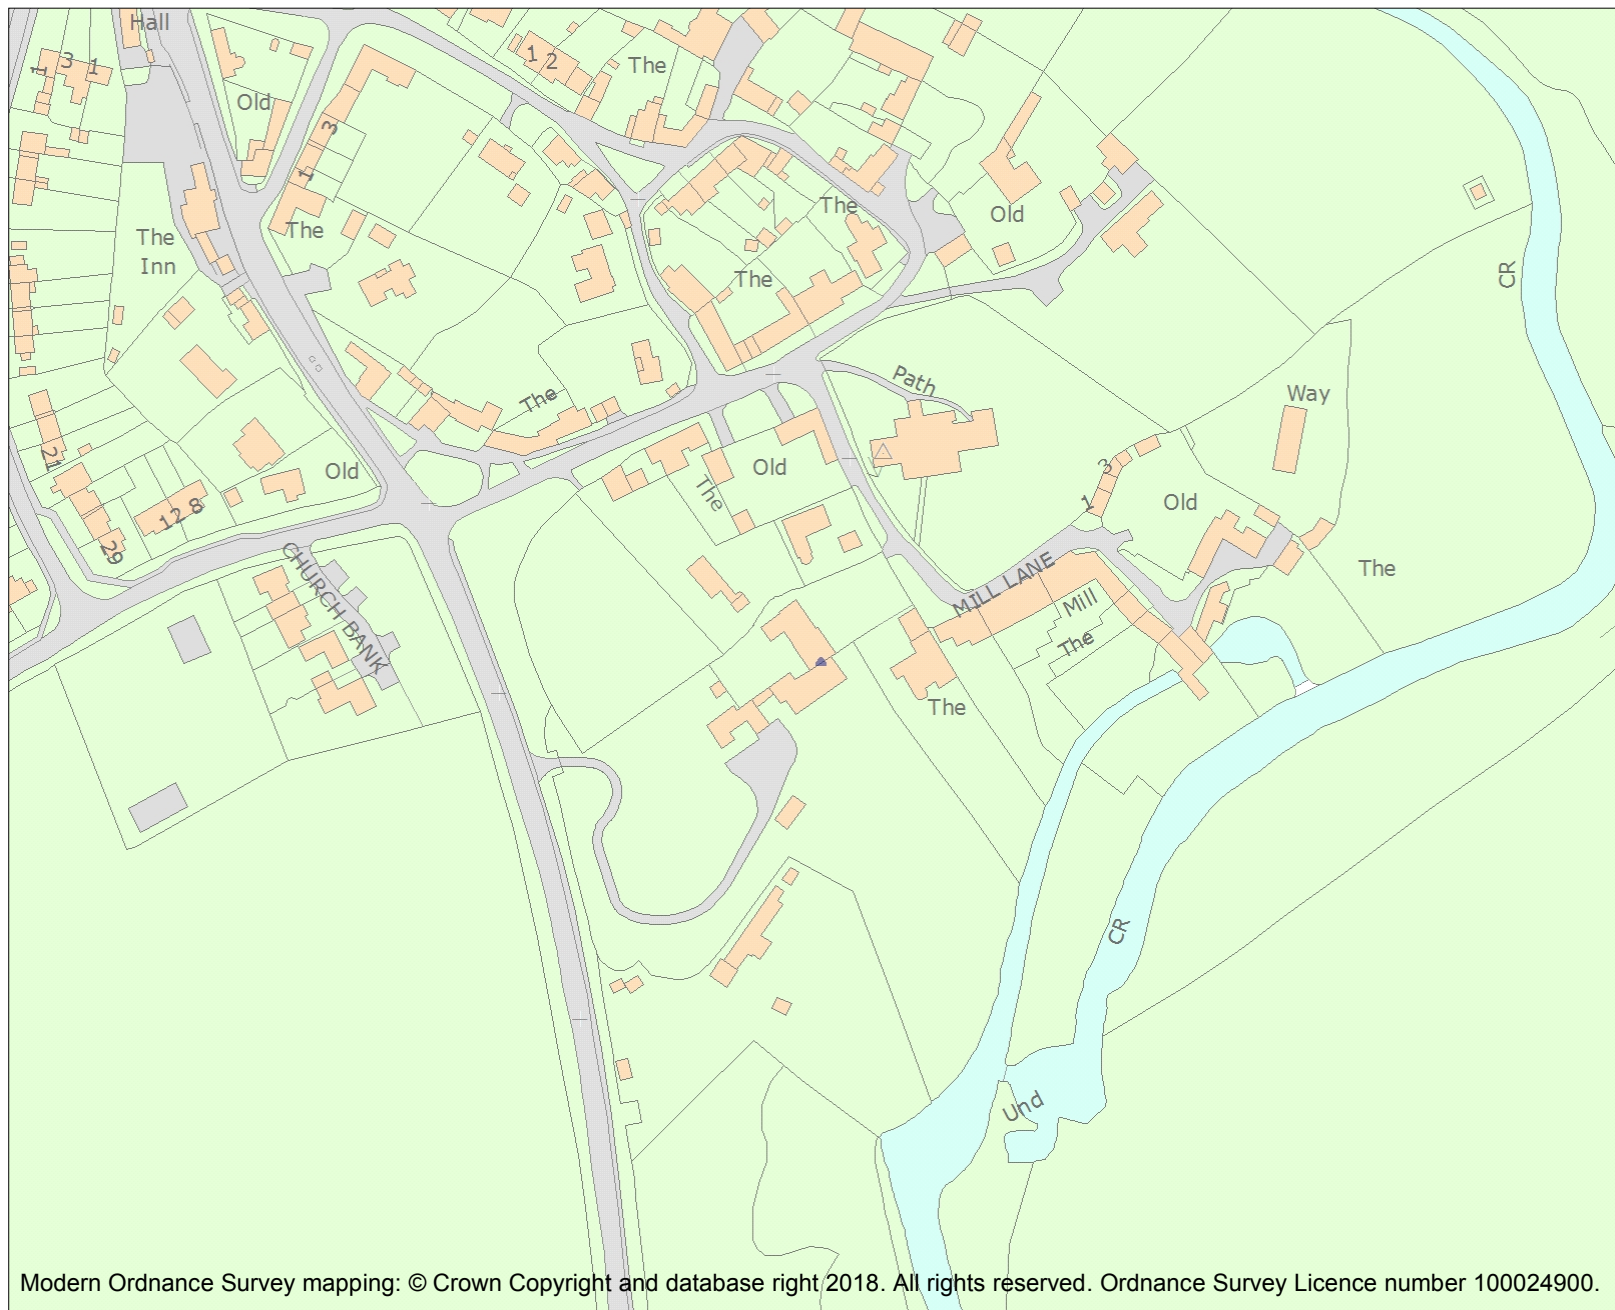 Hall
1 3 1
1 2
The
Old
3
1
The
The
Inn
The
Old
The
CR
Path
Way
The
21
Old
12 8
29
The
Old
3
1
Old
CHURCH BANK
MILL LANE
Mill
The
The
The
CR
Und
Modern Ordnance Survey mapping: © Crown Copyright and database right 2018. All rights reserved. Ordnance Survey Licence number 100024900.